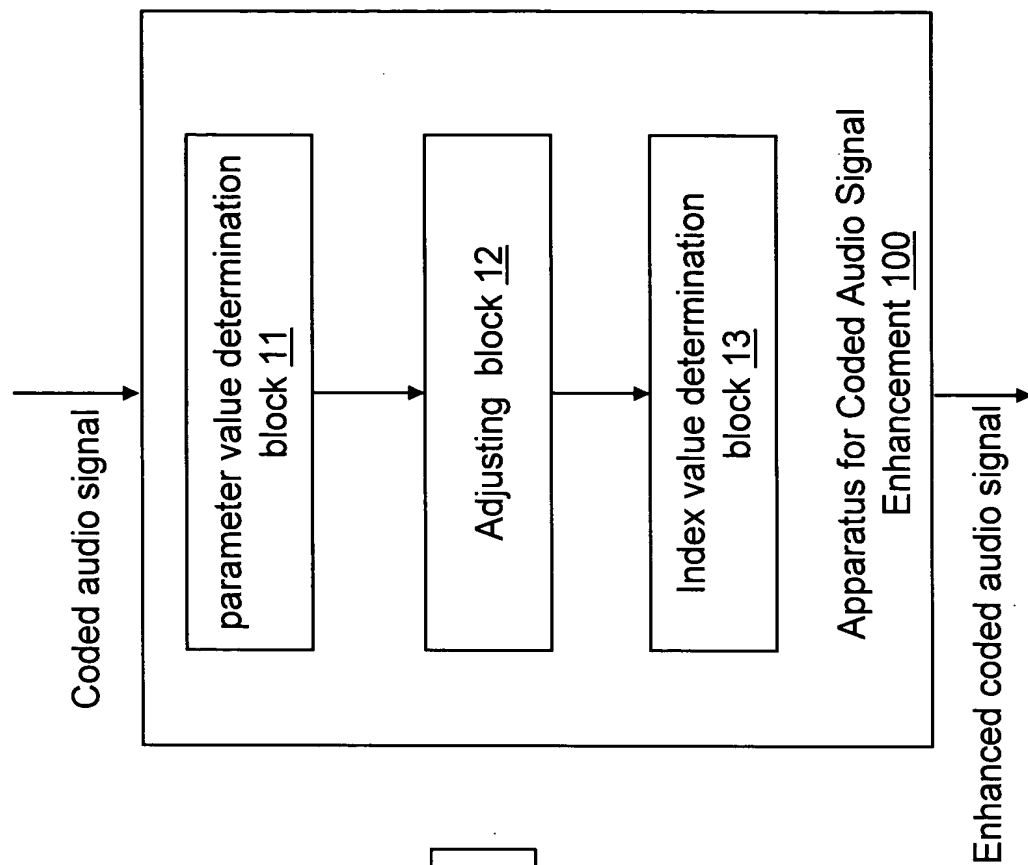 Coded audio signal
parameter value determination
block 11
Adjusting block 12
Index value determination
block 13
Apparatus for Coded Audio Signal
Enhancement 100
Enhanced coded audio signal